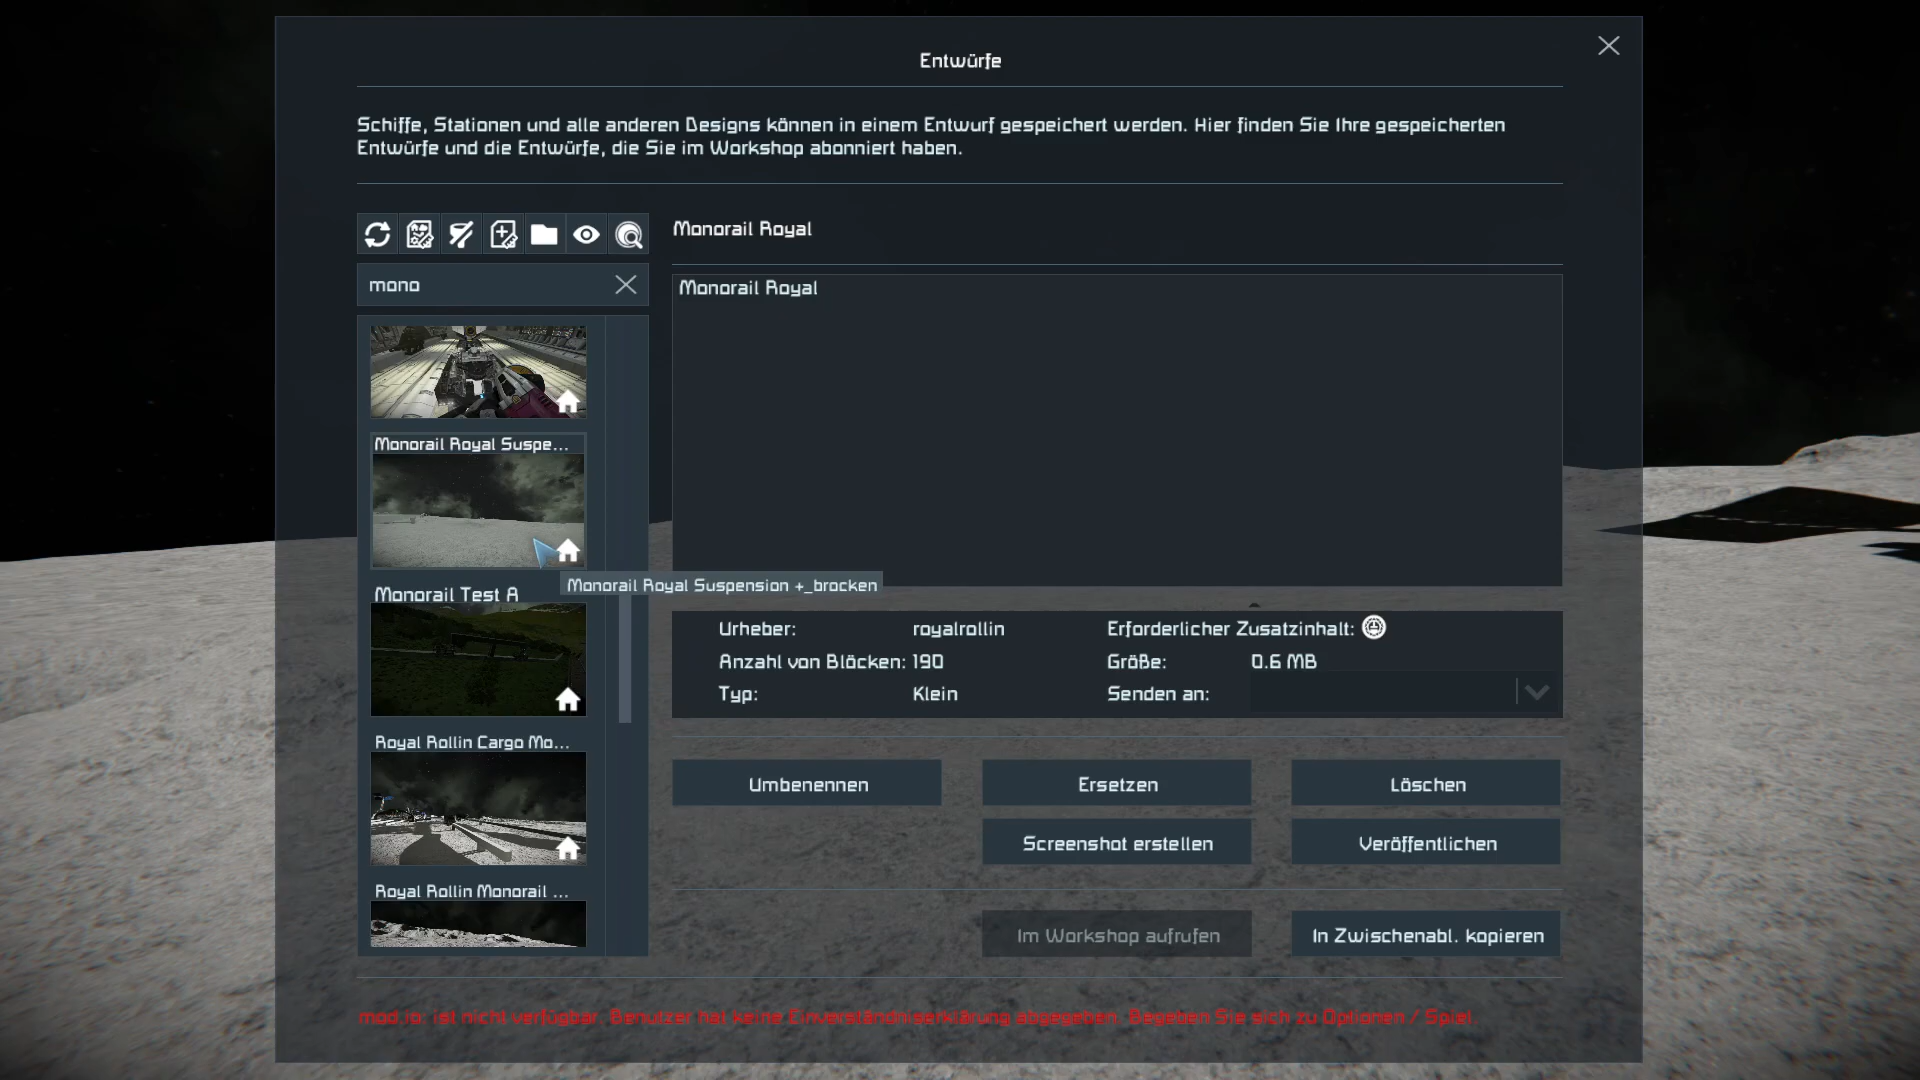 Entwürfe
Schiffe, Stationen und alle anderen Designs können in einem Entwurf gespeichert werden. Hier finden Sie Ihre gespeicherten
Entwürfe und die Entwürfe, die Sie im Workshop abonniert haben.
mono
Monorail Royal Suspe...
Monorail Test A
Royal Rollin Cargo Mo...
Royal Rollin Monorail ...
Monorail Royal Suspension +_brocken
Monorail Royal
Monorail Royal
Urheber: royalrollin Erforderlicher Zusatzinhalt:
Anzahl von Blöcken: 190 Größe: 0.6 MB
Typ: Klein Senden an:
Umbenennen Ersetzen Löschen
Screenshot erstellen Veröffentlichen
Im Workshop aufrufen In Zwischenabl. kopieren
mod.io: ist nicht verfügbar. Benutzer hat keine Einverständniserklärung abgegeben. Begeben Sie sich zu Optionen / Spiel.